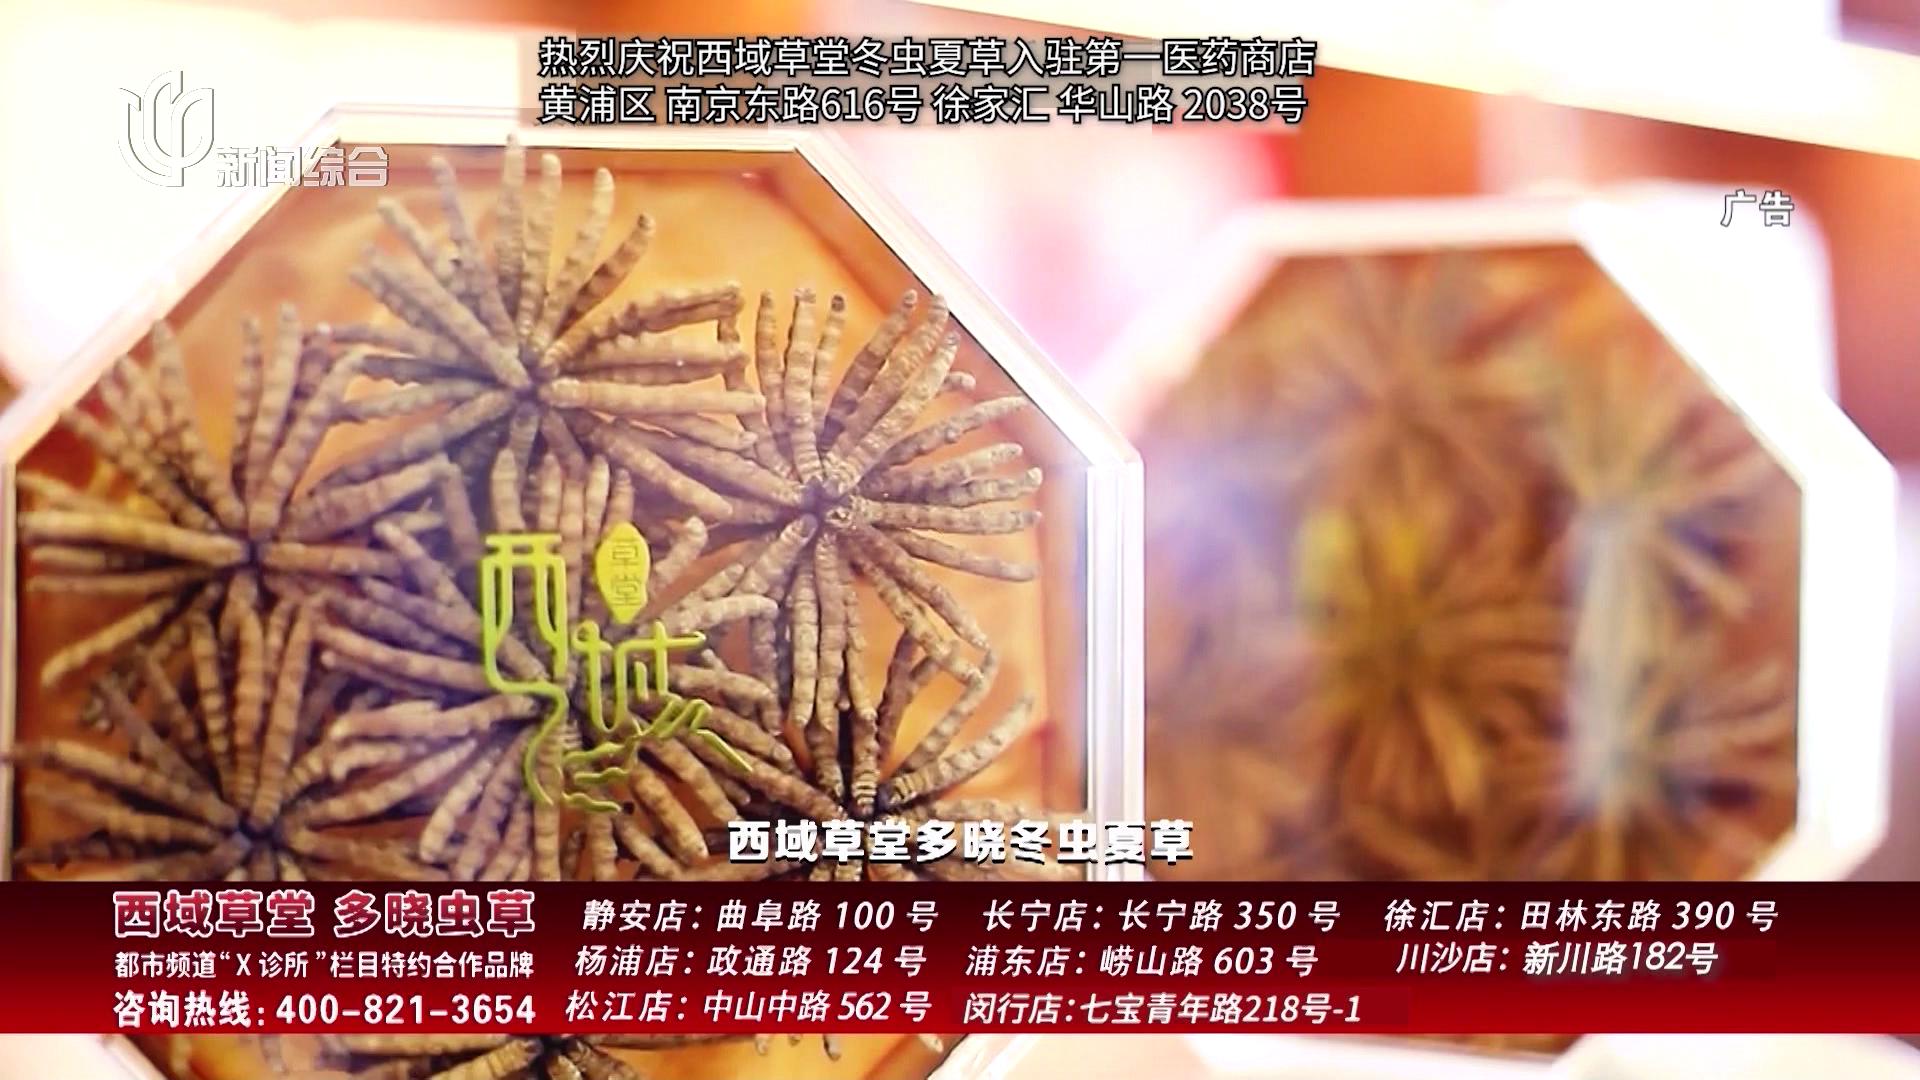 热烈庆祝西域草堂冬虫夏草入驻第一医药商店
黄浦区 南京东路616号 徐家汇 华山路 2038号
新闻综合
广告
草堂
西域
西域草堂多晓冬虫夏草
西域草堂 多晓虫草
都市频道“X 诊所”栏目特约合作品牌
咨询热线:400-821-3654
静安店: 曲阜路 100 号 长宁店: 长宁路 350 号 徐汇店: 田林东路 390 号
杨浦店: 政通路 124 号 浦东店: 崂山路 603 号 川沙店: 新川路182号
松江店: 中山中路 562 号 闵行店:七宝青年路218号-1